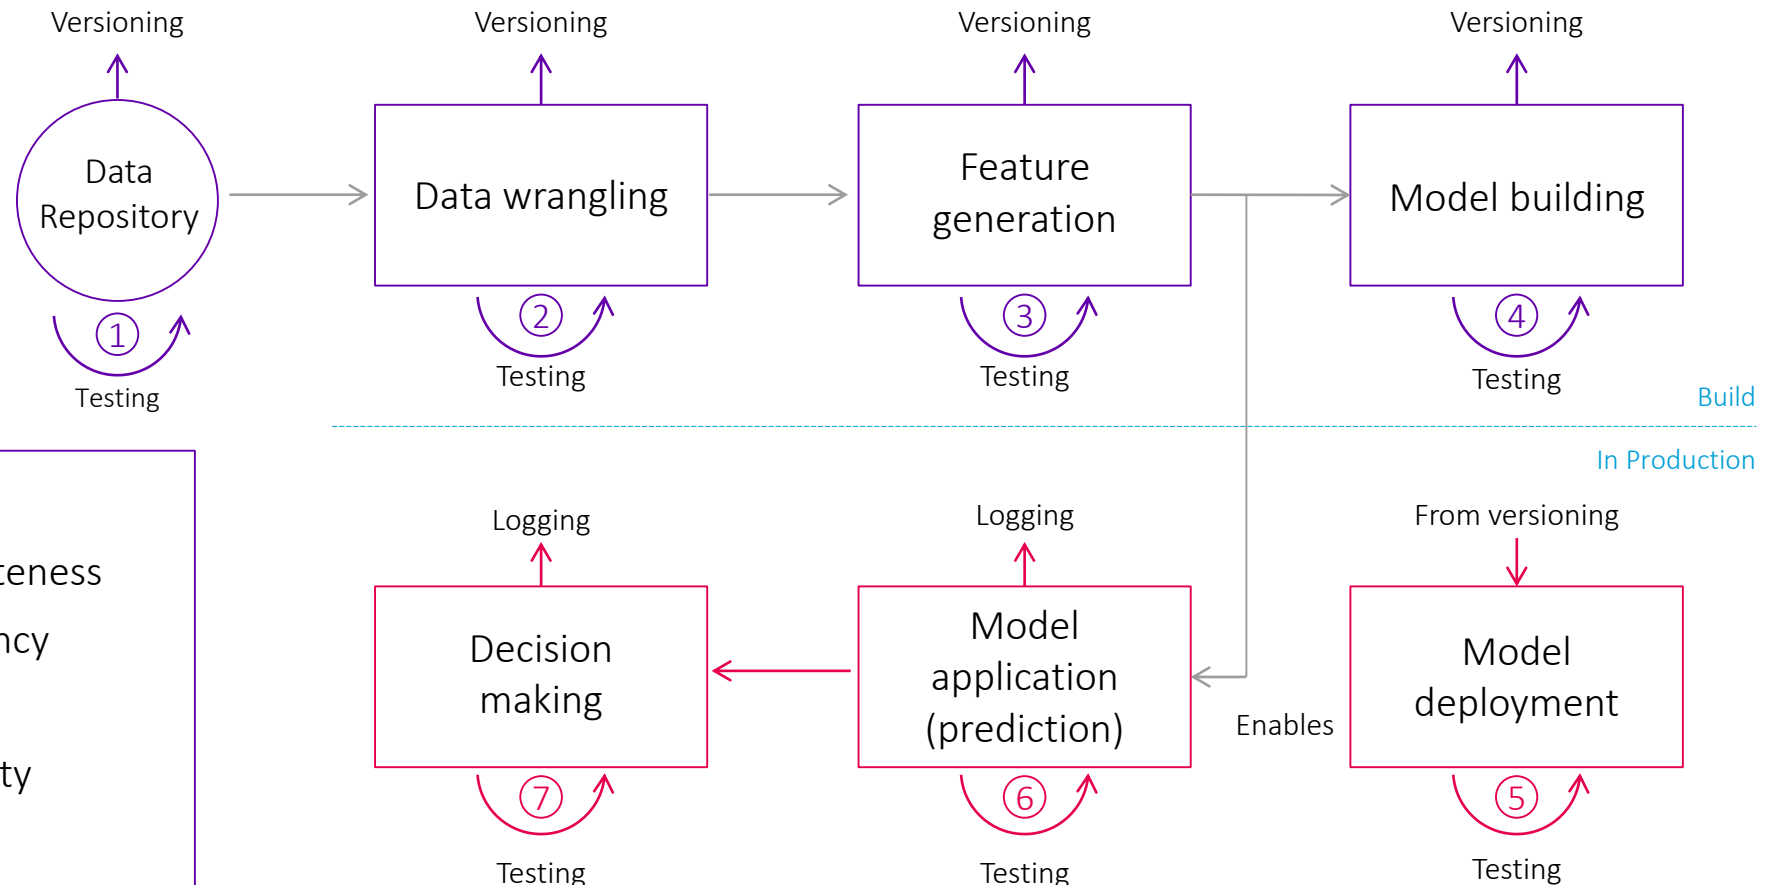 Versioning
Versioning
Versioning
Versioning
Data
Repository
Data wrangling
Feature
generation
Model building
1
Testing
2
Testing
3
Testing
4
Testing
Build
In Production
teness
ncy
ty
Logging
Logging
From versioning
Decision
making
Model
application
(prediction)
Enables
Model
deployment
7
Testing
6
Testing
5
Testing